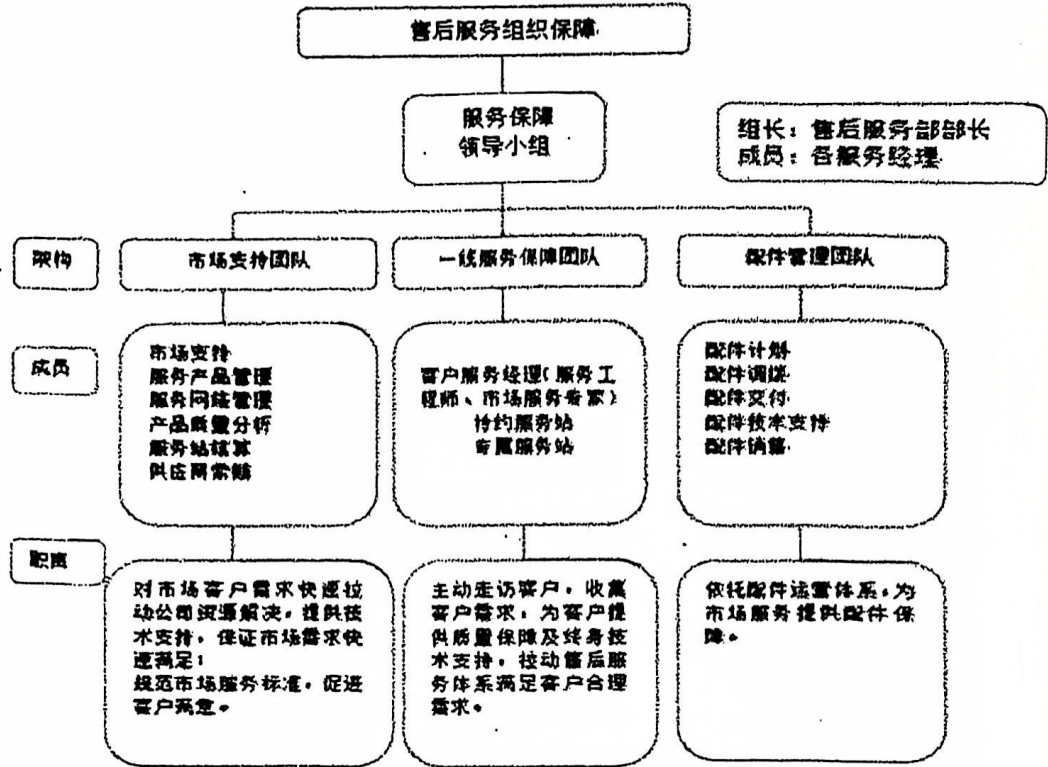 售后服务组织保障
服务保障
领导小组
组长：售后服务部部长
成员：各服务经理
架构
市场支持团队
一线服务保障团队
配件管理团队
成员
市场支持
服务产品管理
服务网络管理
产品质量分析
服务站核算
供应商索赔
客户服务经理（服务工
程师、市场服务专家）
特约服务站
专属服务站
配件计划
配件调拨
配件交付
配件技术支持
配件销售
职责
对市场客户需求快速拉
动公司资源解决，提供技
术支持，保证市场需求快
速满足；
规范市场服务标准，促进
客户满意。
主动走访客户，收集
客户需求，为客户提
供质量保障及终身技
术支持，拉动售后服
务体系满足客户合理
需求。
依托配件运营体系，为
市场服务提供配件保
障。